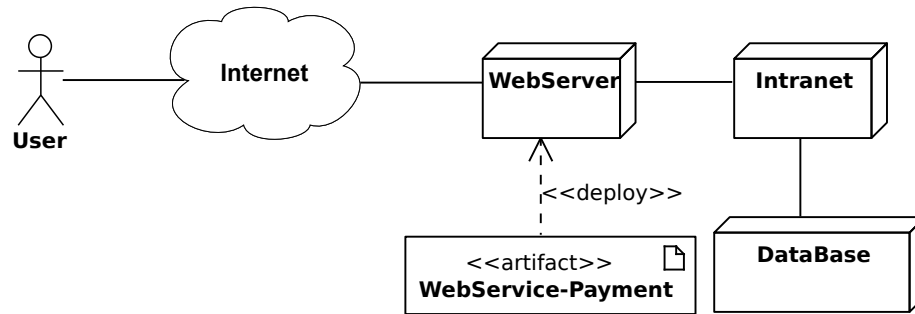 User
Internet
WebServer
Intranet
<<deploy>>
<<artifact>>
WebService-Payment
DataBase